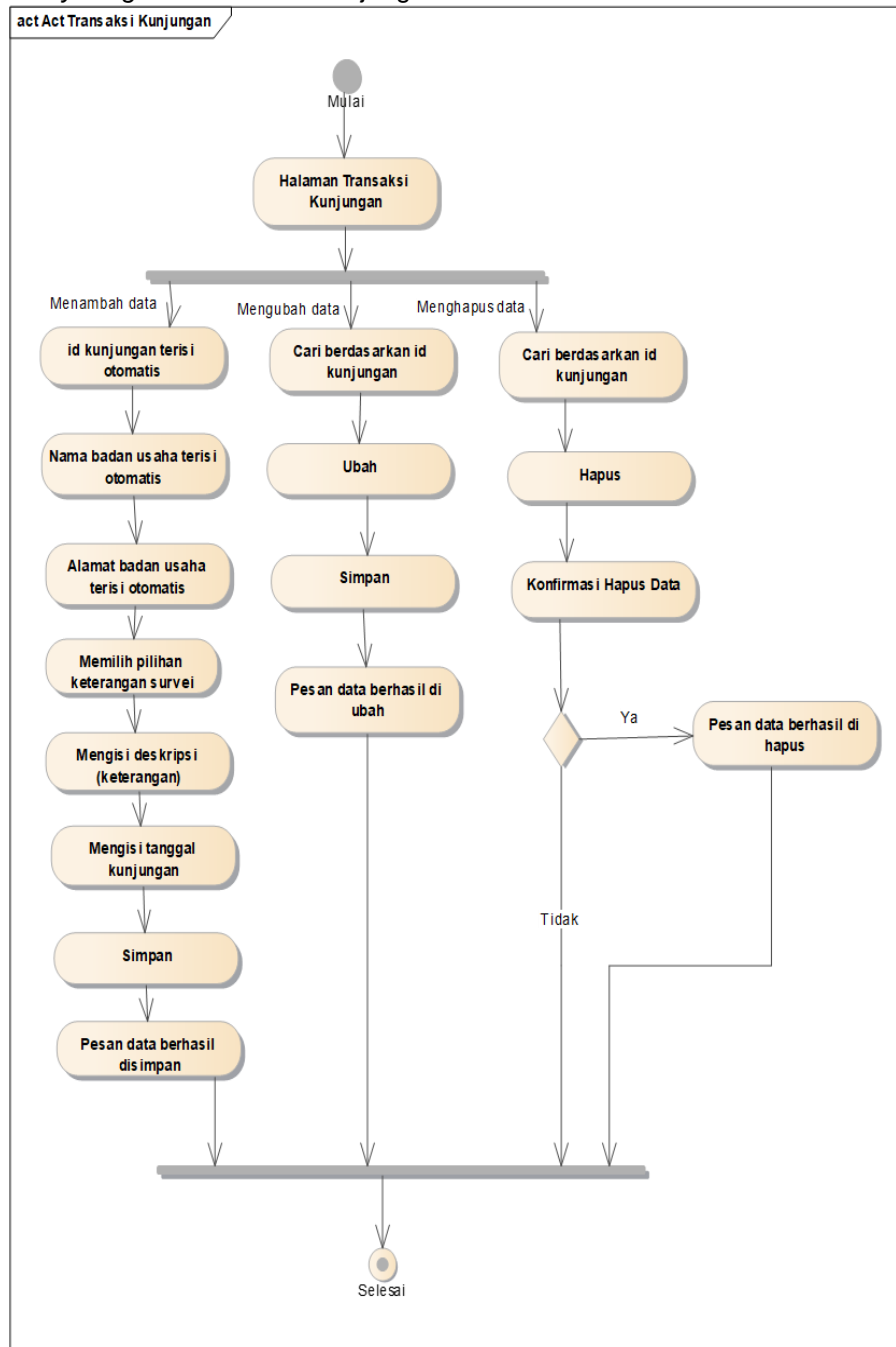 act Act Transaksi Kunjungan
Mulai
Halaman Transaksi
Kunjungan
Menambah data
Mengubah data
Menghapus data
id kunjungan terisi
otomatis
Nama badan usaha terisi
otomatis
Alamat badan usaha
terisi otomatis
Memilih pilihan
keterangan survei
Mengisi deskripsi
(keterangan)
Mengisi tanggal
kunjungan
Simpan
Pesan data berhasil
disimpan
Cari berdasarkan id
kunjungan
Ubah
Simpan
Pesan data berhasil di
ubah
Cari berdasarkan id
kunjungan
Hapus
Konfirmasi Hapus Data
Ya
Pesan data berhasil di
hapus
Tidak
Selesai